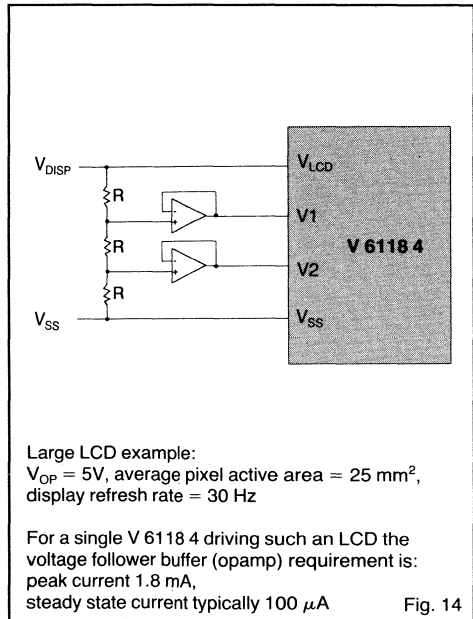 V_DISP
V_LCD
R
V1
R
V 6118 4
V2
R
V_SS
V_SS
Large LCD example:
V_OP = 5V, average pixel active area = 25 mm²,
display refresh rate = 30 Hz
For a single V 6118 4 driving such an LCD the
voltage follower buffer (opamp) requirement is:
peak current 1.8 mA,
steady state current typically 100 μA
Fig. 14